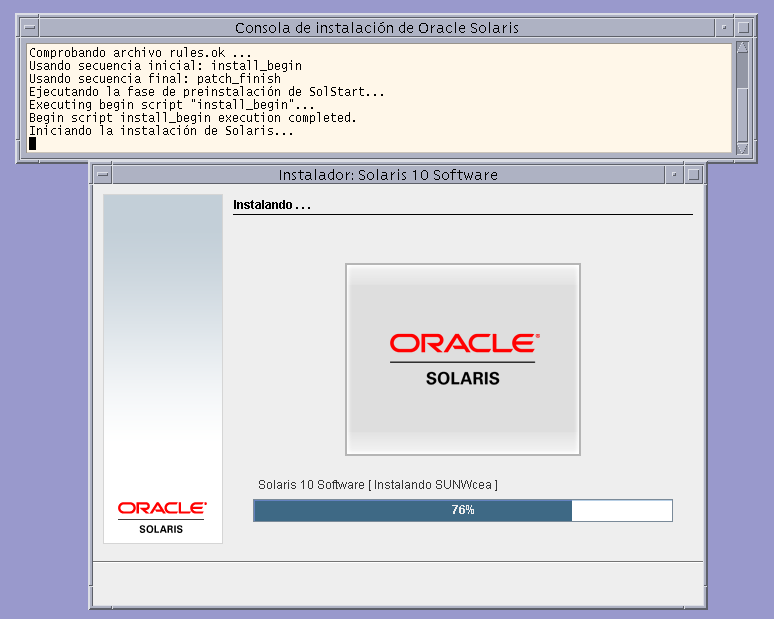 Consola de instalación de Oracle Solaris
Comprobando archivo rules.ok ...
Usando secuencia inicial: install_begin
Usando secuencia final: patch_finish
Ejecutando la fase de preinstalación de SolStart...
Executing begin script "install_begin"...
Begin script install_begin execution completed.
Iniciando la instalación de Solaris...
Instalador: Solaris 10 Software
Instalando . . .
ORACLE
SOLARIS
Solaris 10 Software [ Instalando SUNWcea ]
76%
ORACLE
SOLARIS